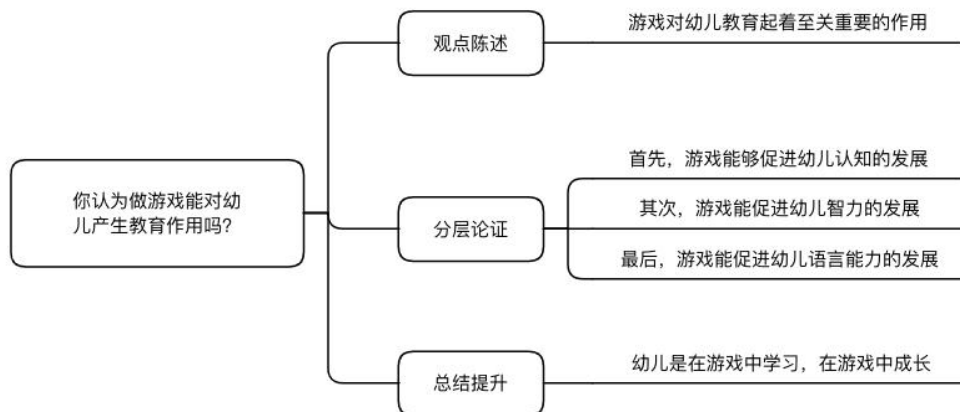 观点陈述
游戏对幼儿教育起着至关重要的作用
你认为做游戏能对幼
儿产生教育作用吗?
分层论证
首先，游戏能够促进幼儿认知的发展
其次，游戏能促进幼儿智力的发展
最后，游戏能促进幼儿语言能力的发展
总结提升
幼儿是在游戏中学习，在游戏中成长